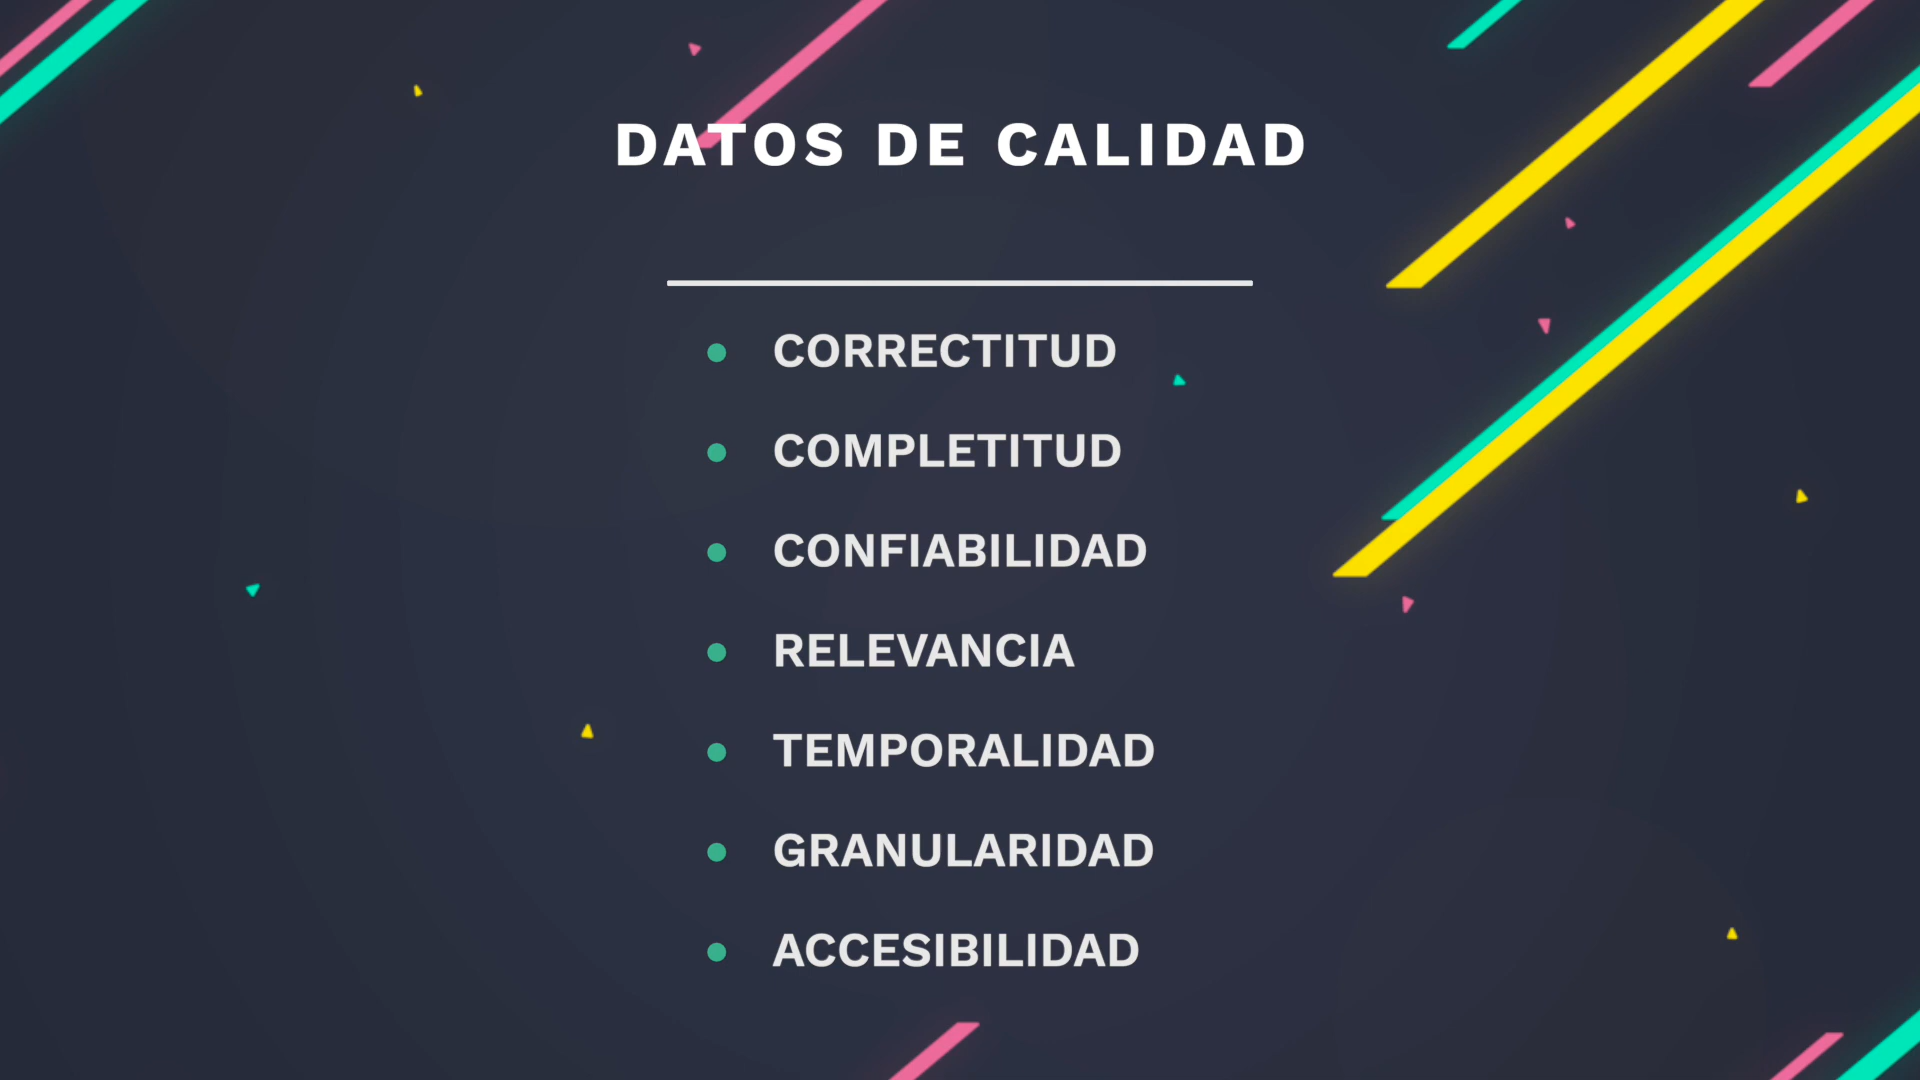 DATOS DE CALIDAD
CORRECTITUD
COMPLETITUD
CONFIABILIDAD
RELEVANCIA
TEMPORALIDAD
GRANULARIDAD
ACCESIBILIDAD